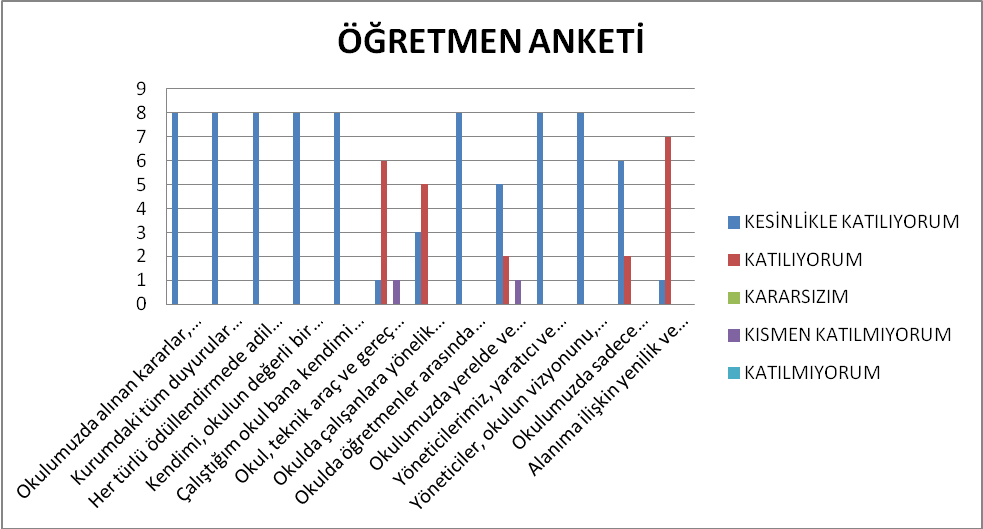 ÖĞRETMEN ANKETİ
9
8
7
6
5
4
3
2
1
0
Okulumuzda alınan kararlar,...
Kurumdaki tüm duyurular...
Her türlü ödüllendirmede adil...
Kendimi, okulun değerli bir...
Çalıştığım okul bana kendimi...
Okul, teknik araç ve gereç...
Okulda çalışanlara yönelik...
Okulda öğretmenler arasında...
Okulumuzda yerelde ve...
Yöneticilerimiz, yaratıcı ve...
Yöneticiler, okulun vizyonunu,...
Okulumuzda sadece...
Alanıma ilişkin yenilik ve...
KESİNLİKLE KATILIYORUM
KATILIYORUM
KARARSIZIM
KISMEN KATILMIYORUM
KATILMIYORUM